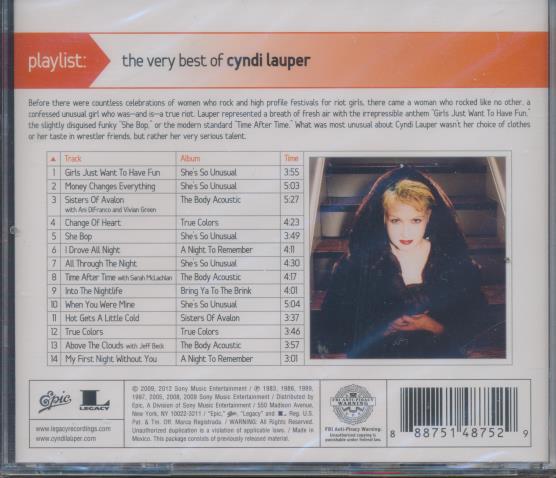 playlist: the very best of cyndi lauper
Before there were countless celebrations of women who rock and high profile festivals for riot girls, there came a woman who rocked like no other, a
confessed unusual girl who was—and is—a true riot. Lauper represented a breath of fresh air with the irrepressible anthem "Girls Just Want To Have Fun,"
the slightly disguised funky "She Bop," or the modern standard "Time After Time." What was most unusual about Cyndi Lauper wasn't her choice of clothes
or her taste in wrestler friends, but rather her very serious talent.
Track Album Time
1 Girls Just Want To Have Fun She's So Unusual 3:55
2 Money Changes Everything She's So Unusual 5:03
3 Sisters Of Avalon The Body Acoustic 5:27
with Ani DiFranco and Vivian Green
4 Change Of Heart True Colors 4:23
5 She Bop She's So Unusual 3:49
6 I Drove All Night A Night To Remember 4:11
7 All Through The Night She's So Unusual 4:30
8 Time After Time with Sarah McLachlan The Body Acoustic 4:17
9 Into The Nightlife Bring Ya To The Brink 4:01
10 When You Were Mine She's So Unusual 5:04
11 Hot Gets A Little Cold Sisters Of Avalon 3:37
12 True Colors True Colors 3:46
13 Above The Clouds with Jeff Beck The Body Acoustic 3:57
14 My First Night Without You A Night To Remember 3:01
Epic L LEGACY
www.legacyrecordings.com
www.cyndilauper.com
© 2009, 2012 Sony Music Entertainment / ℗ 1983, 1986, 1989,
1997, 2005, 2008, 2009 Sony Music Entertainment / Distributed by
Epic, A Division of Sony Music Entertainment / 550 Madison Avenue,
New York, NY 10022-3211 / "Epic," "Legacy" and L Reg. U.S.
Pat. & Tm. Off. Marca Registrada. / WARNING: All Rights Reserved.
Unauthorized duplication is a violation of applicable laws. / Made in
Mexico. This package consists of previously released material.
FBI ANTI-PIRACY
WARNING
FBI Anti-Piracy Warning:
Unauthorized copying is
punishable under federal law.
8 88751 48752 9